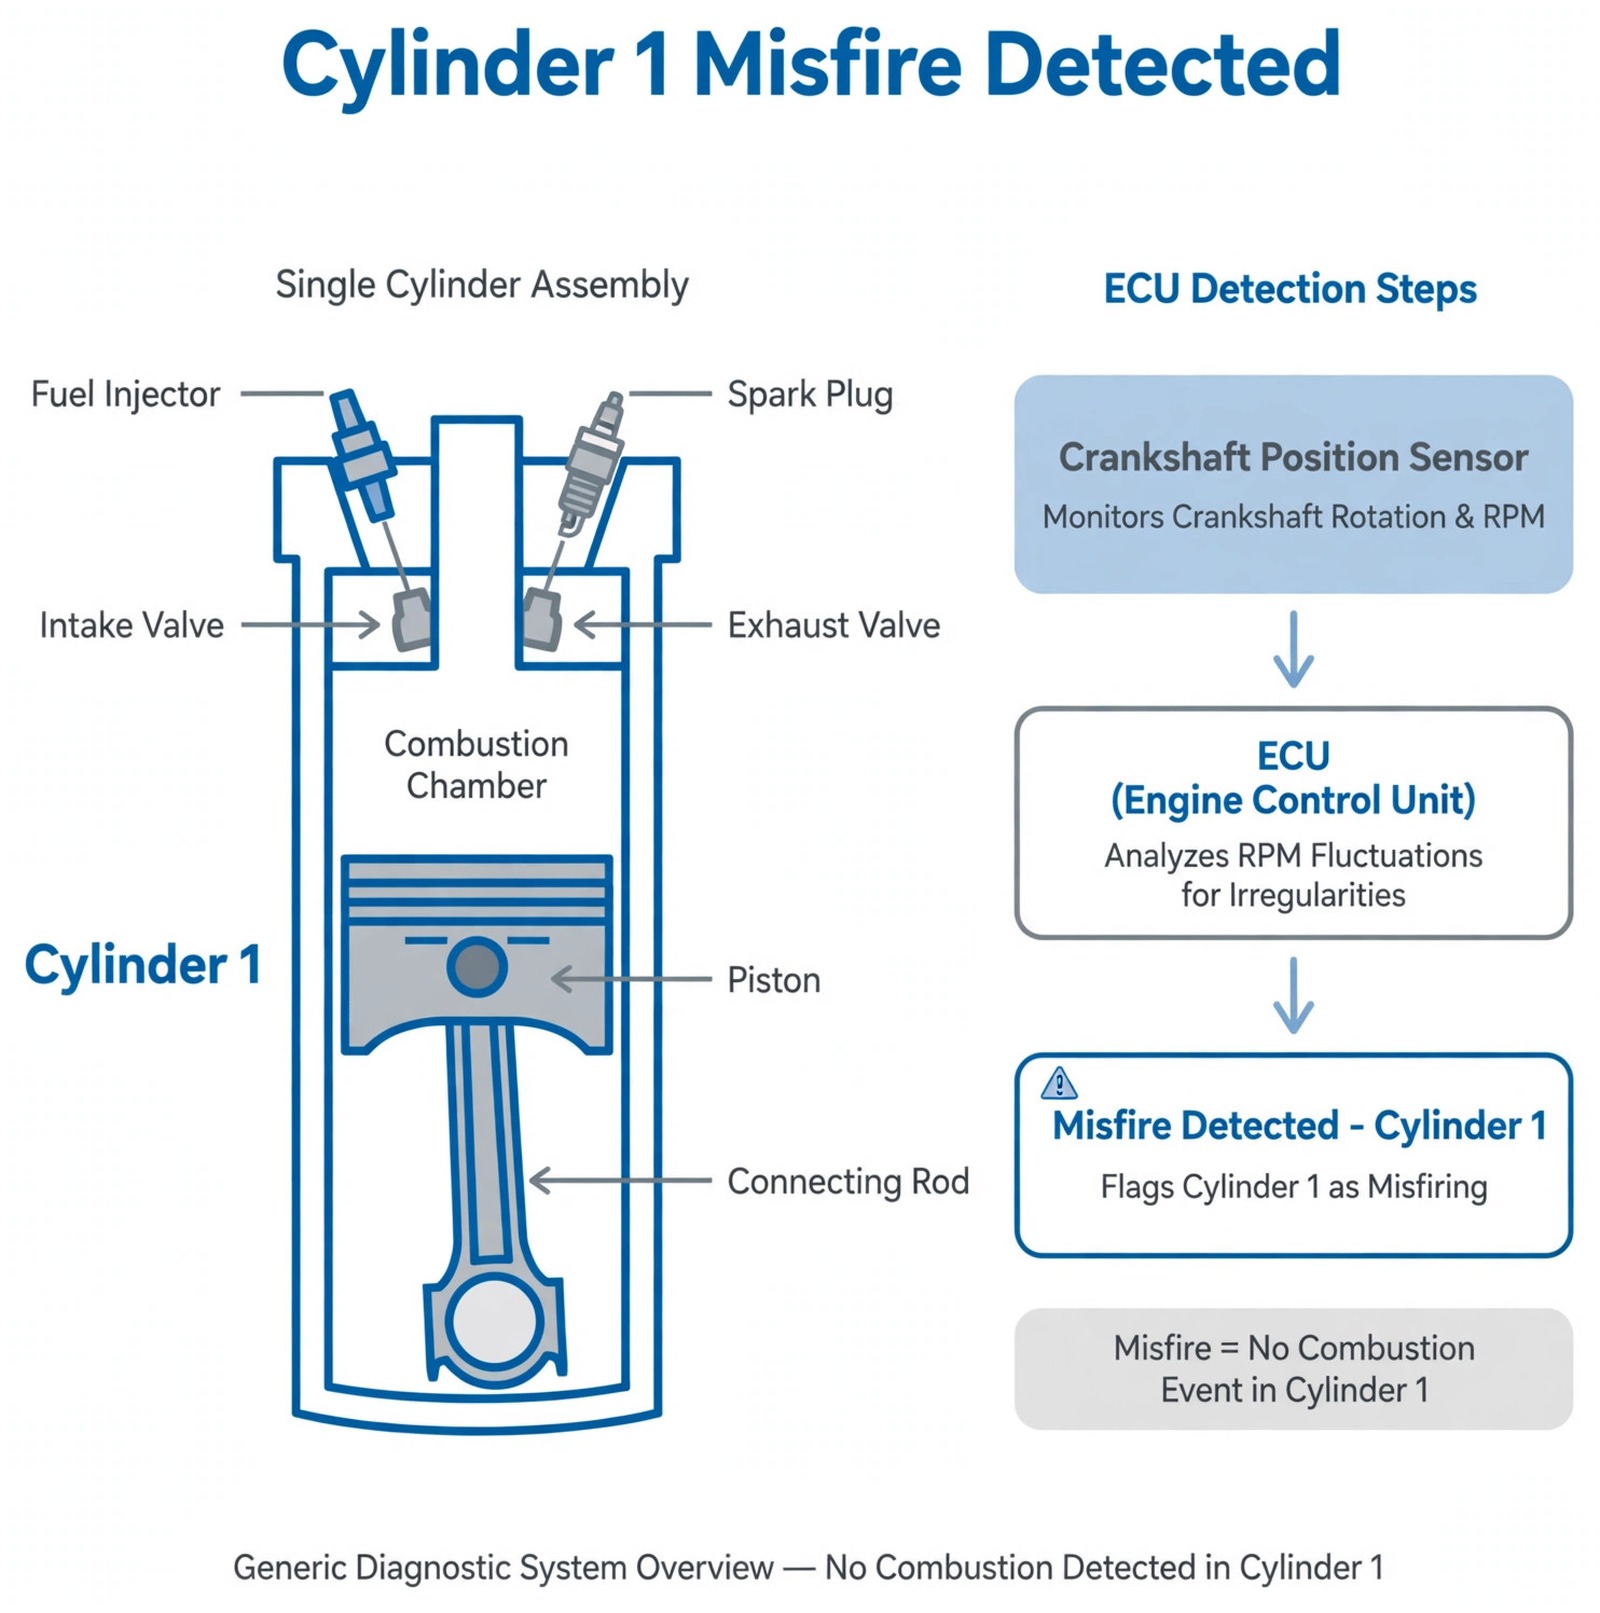 Cylinder 1 Misfire Detected
Single Cylinder Assembly
Fuel Injector
Spark Plug
Intake Valve
Exhaust Valve
Combustion
Chamber
Cylinder 1
Piston
Connecting Rod
ECU Detection Steps
Crankshaft Position Sensor
Monitors Crankshaft Rotation & RPM
ECU
(Engine Control Unit)
Analyzes RPM Fluctuations
for Irregularities
!
Misfire Detected - Cylinder 1
Flags Cylinder 1 as Misfiring
Misfire = No Combustion
Event in Cylinder 1
Generic Diagnostic System Overview — No Combustion Detected in Cylinder 1